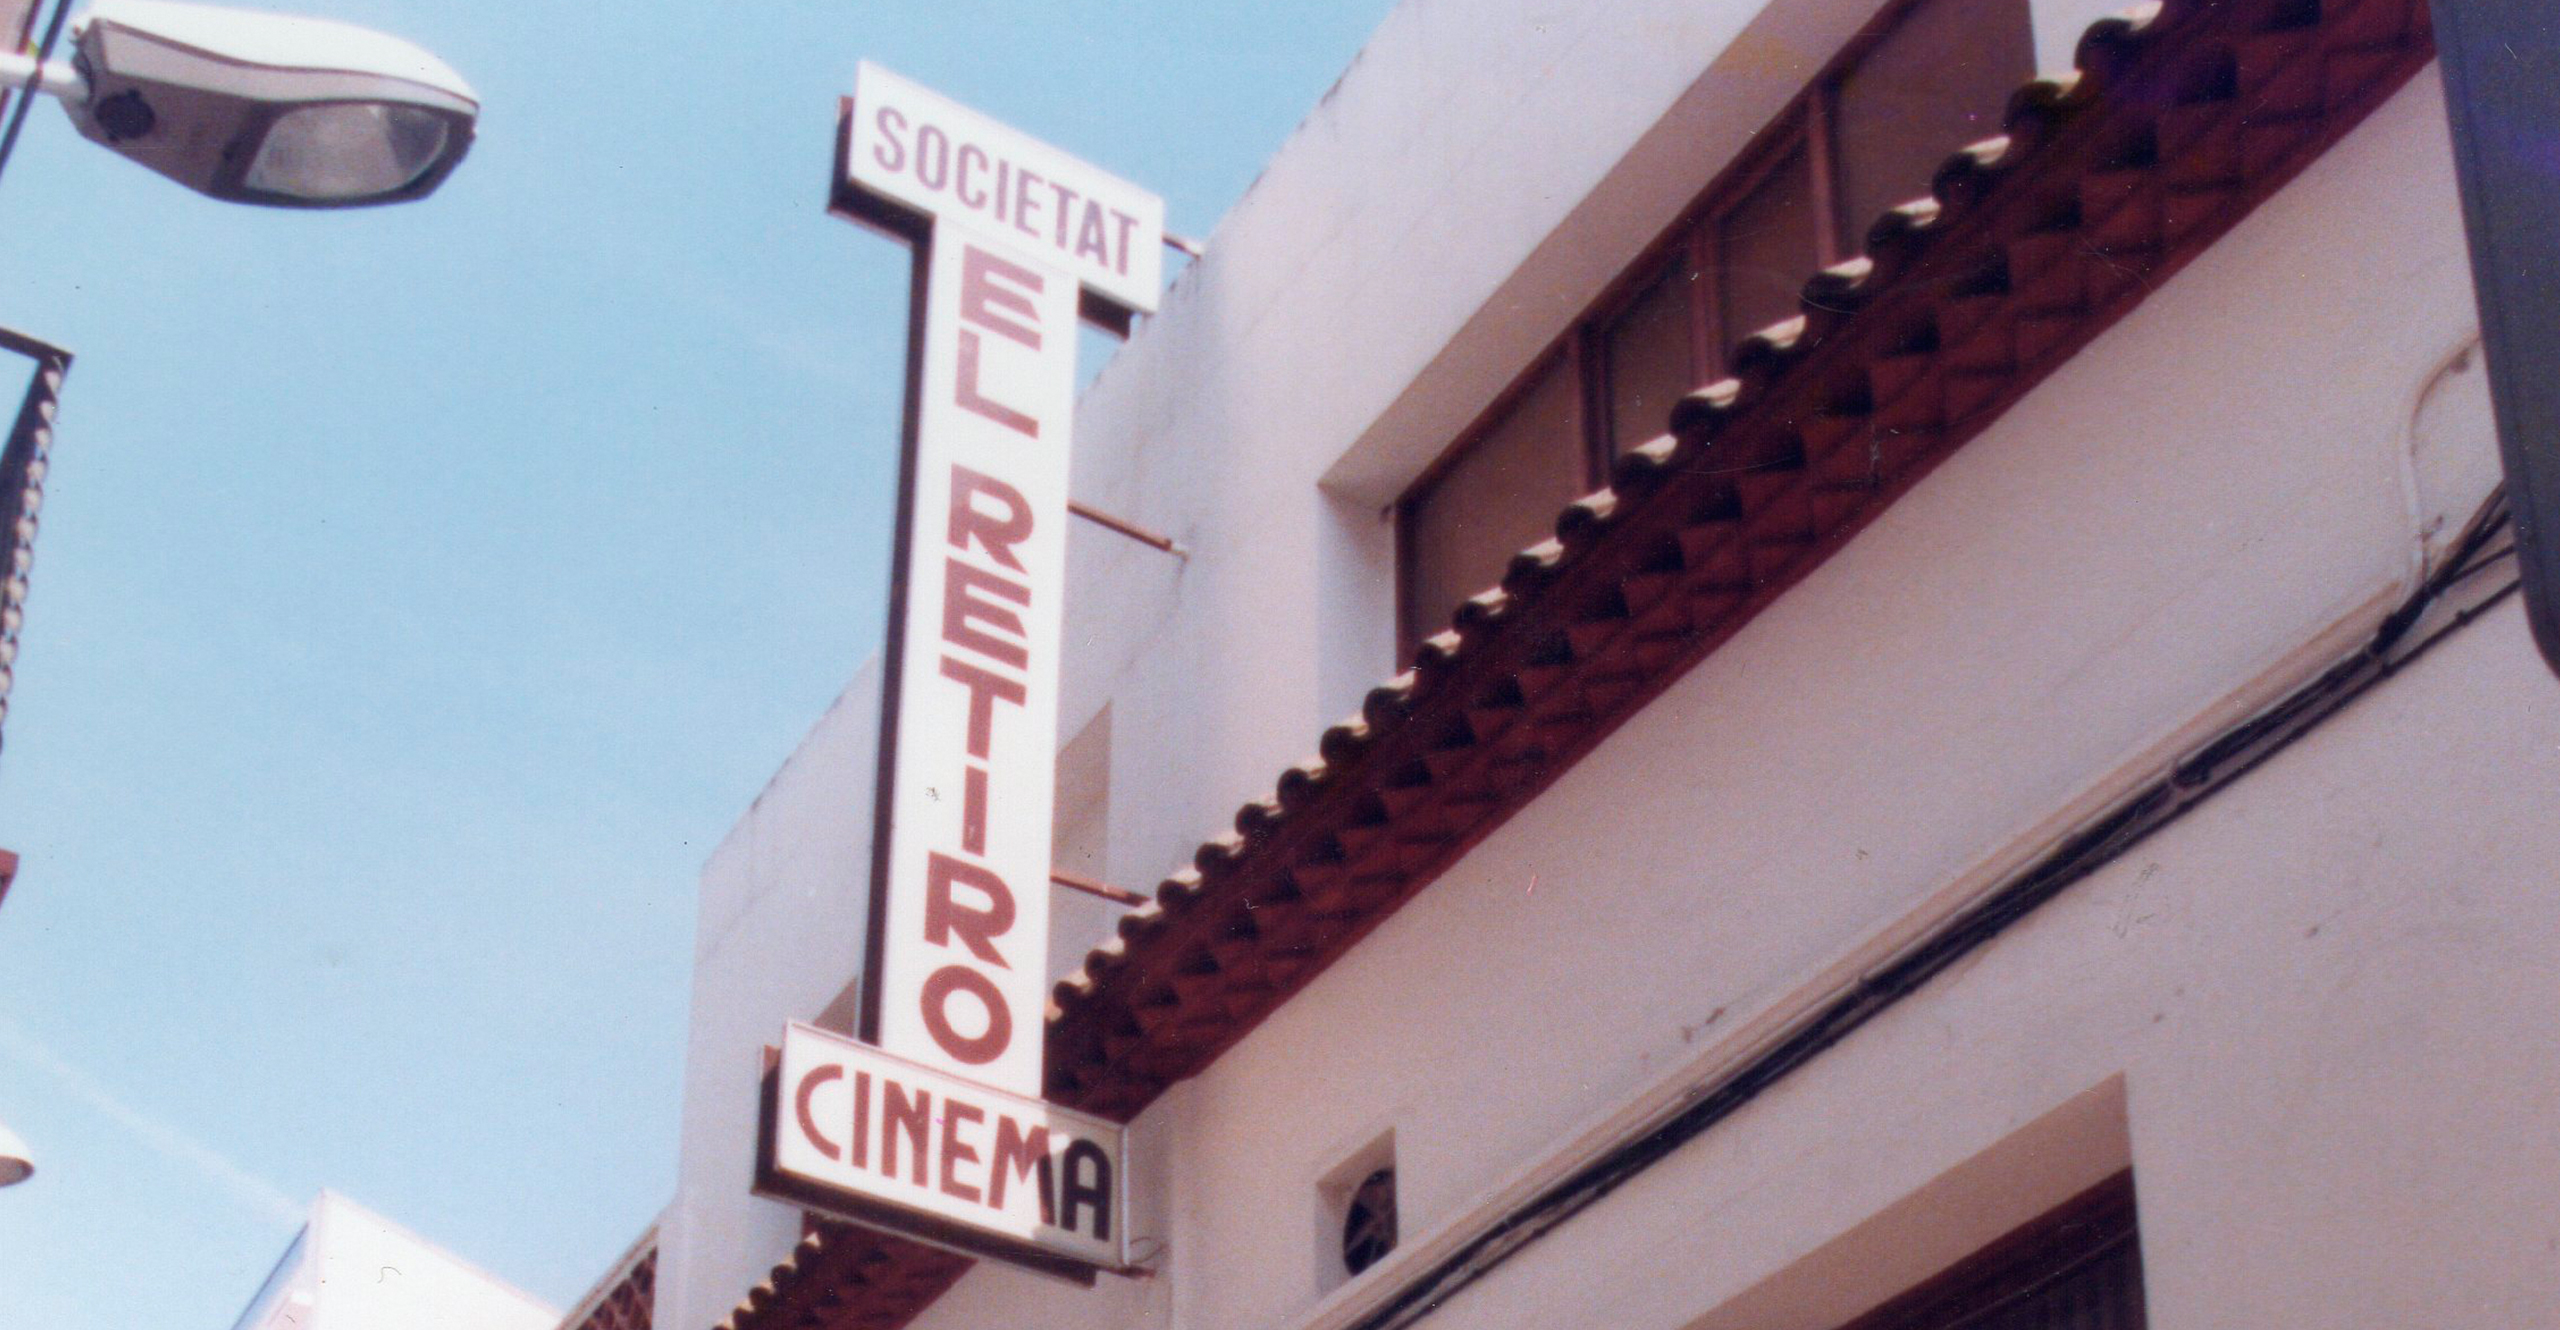 SOCIETAT
EL RETIRO
CINEMA